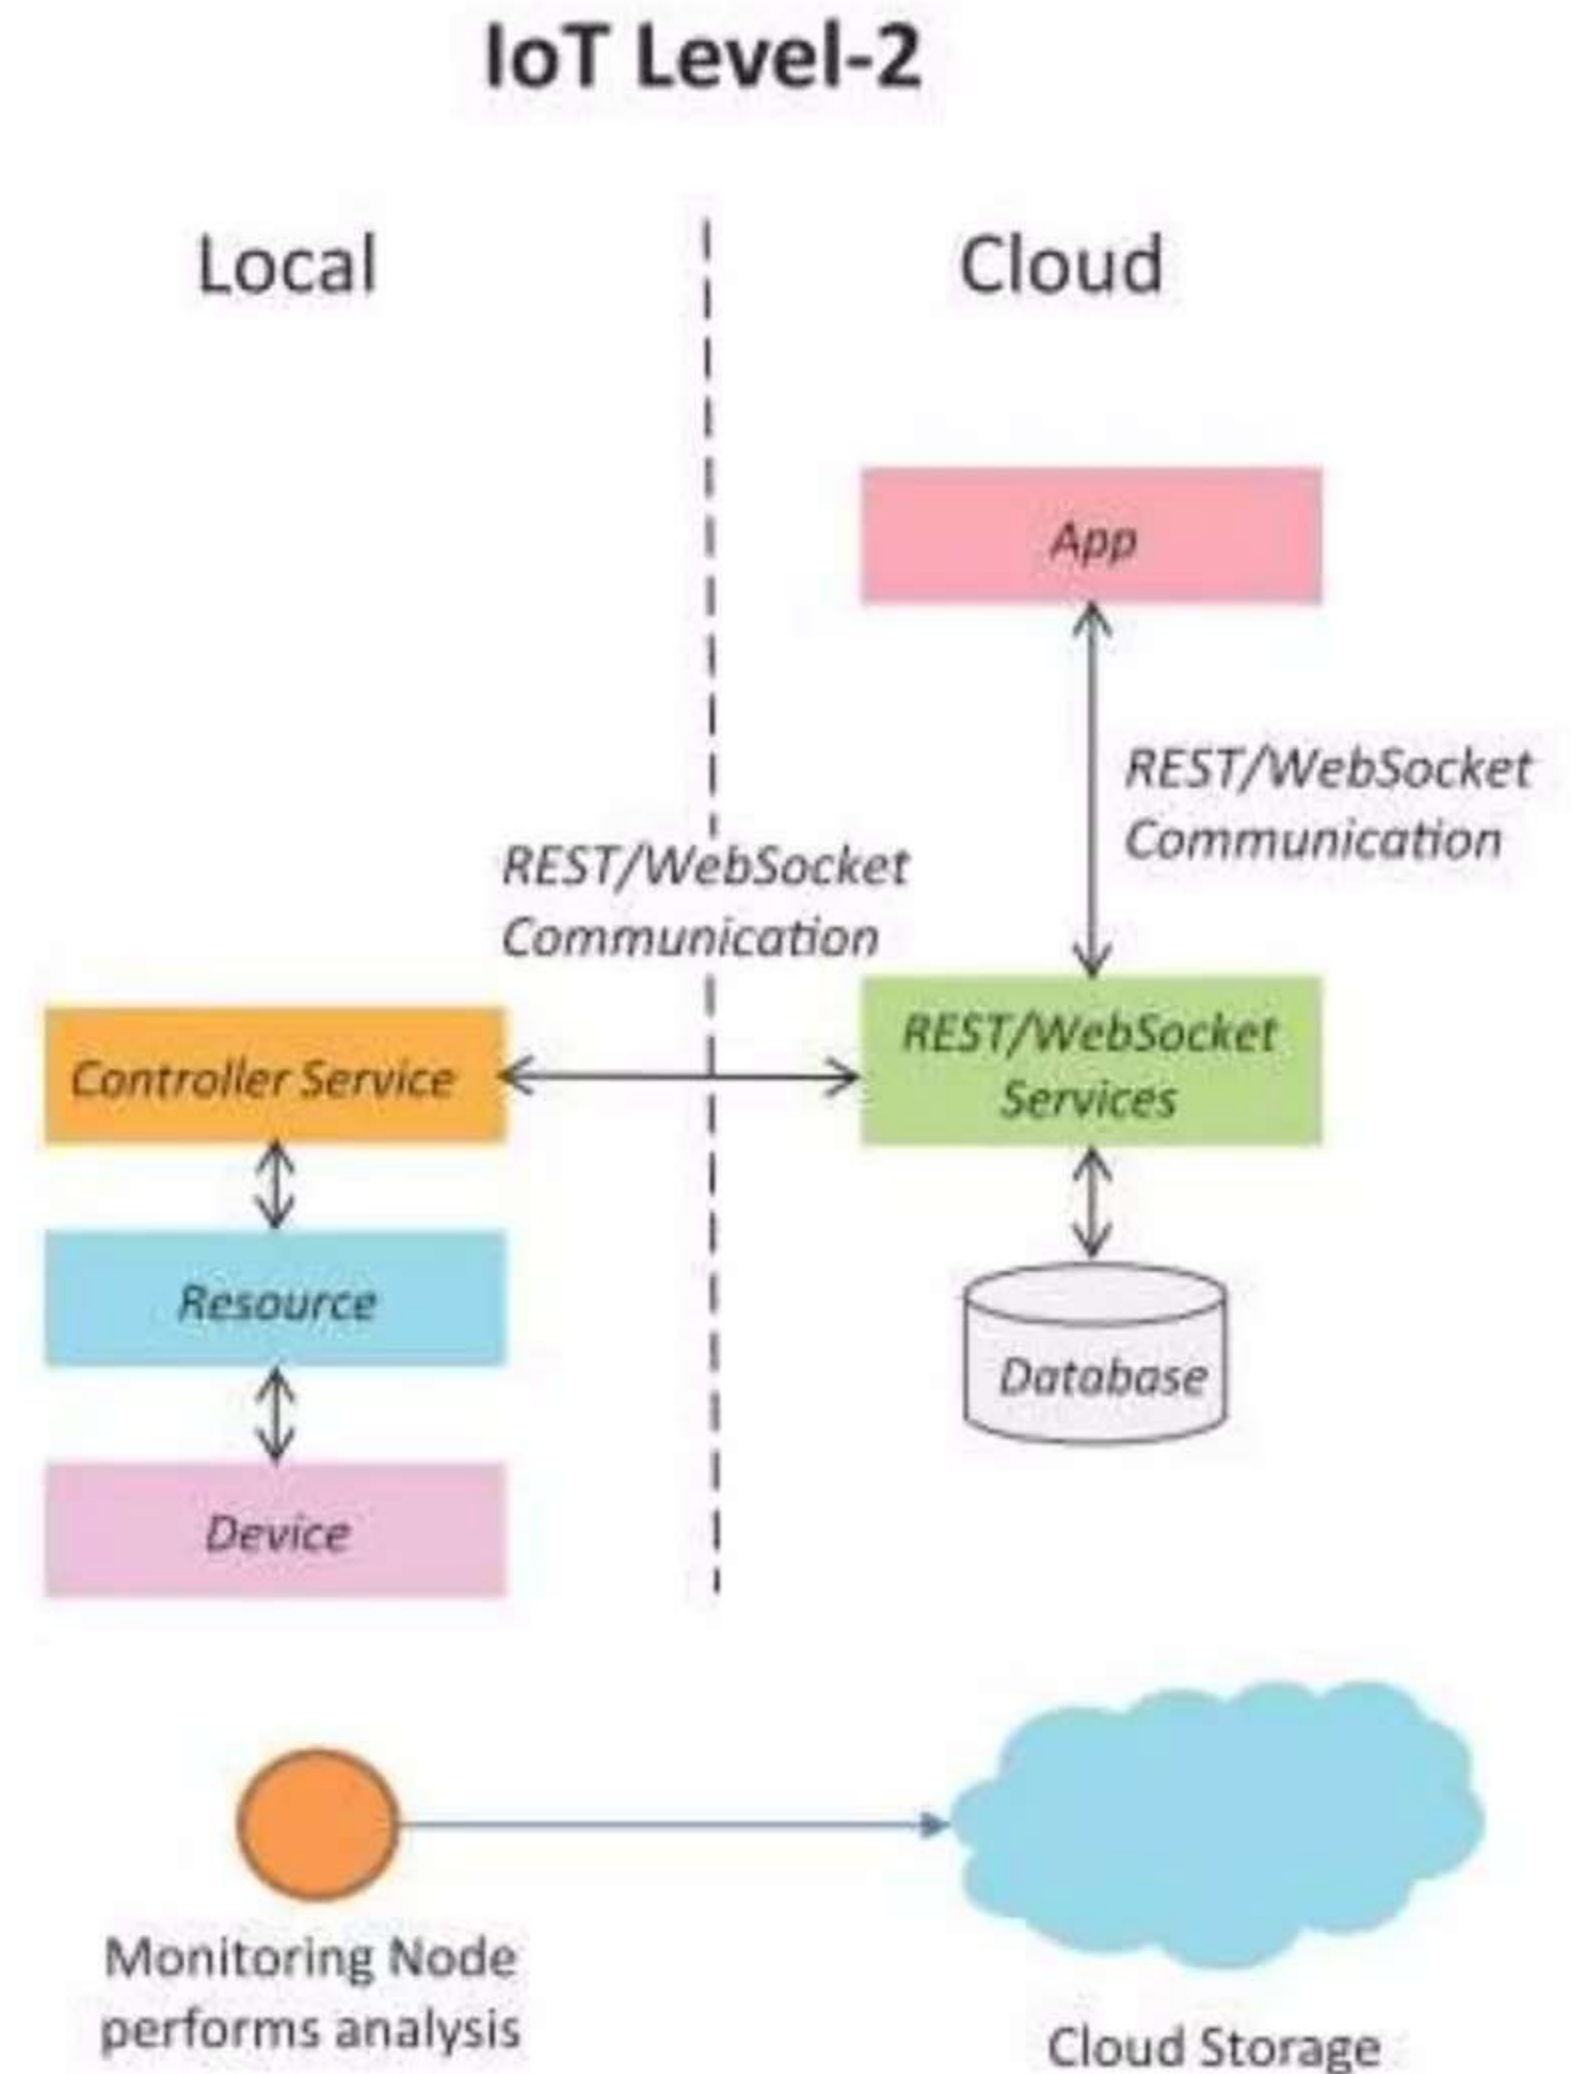 IoT Level-2
Local
Cloud
App
REST/WebSocket
Communication
REST/WebSocket
Communication
Controller Service
REST/WebSocket
Services
Resource
Database
Device
Monitoring Node
performs analysis
Cloud Storage